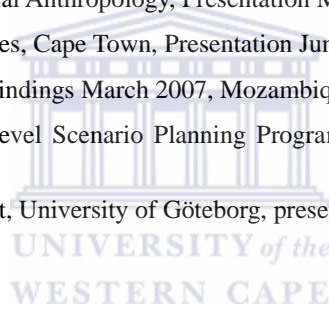 al Anthropology, Presentation M
es, Cape Town, Presentation Jun
indings March 2007, Mozambiq
evel Scenario Planning Program
t, University of Göteborg, prese
UNIVERSITY of the
WESTERN CAPE